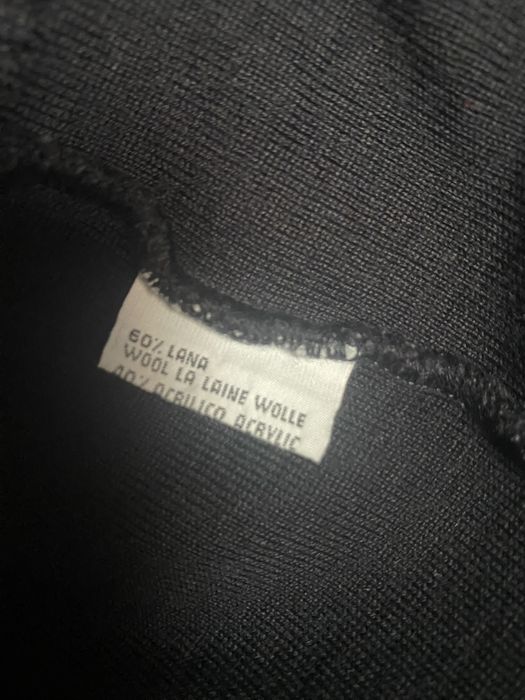 60% LANA
WOOL LA LAINE WOLLE
40% ACRILICO ACRYLIC